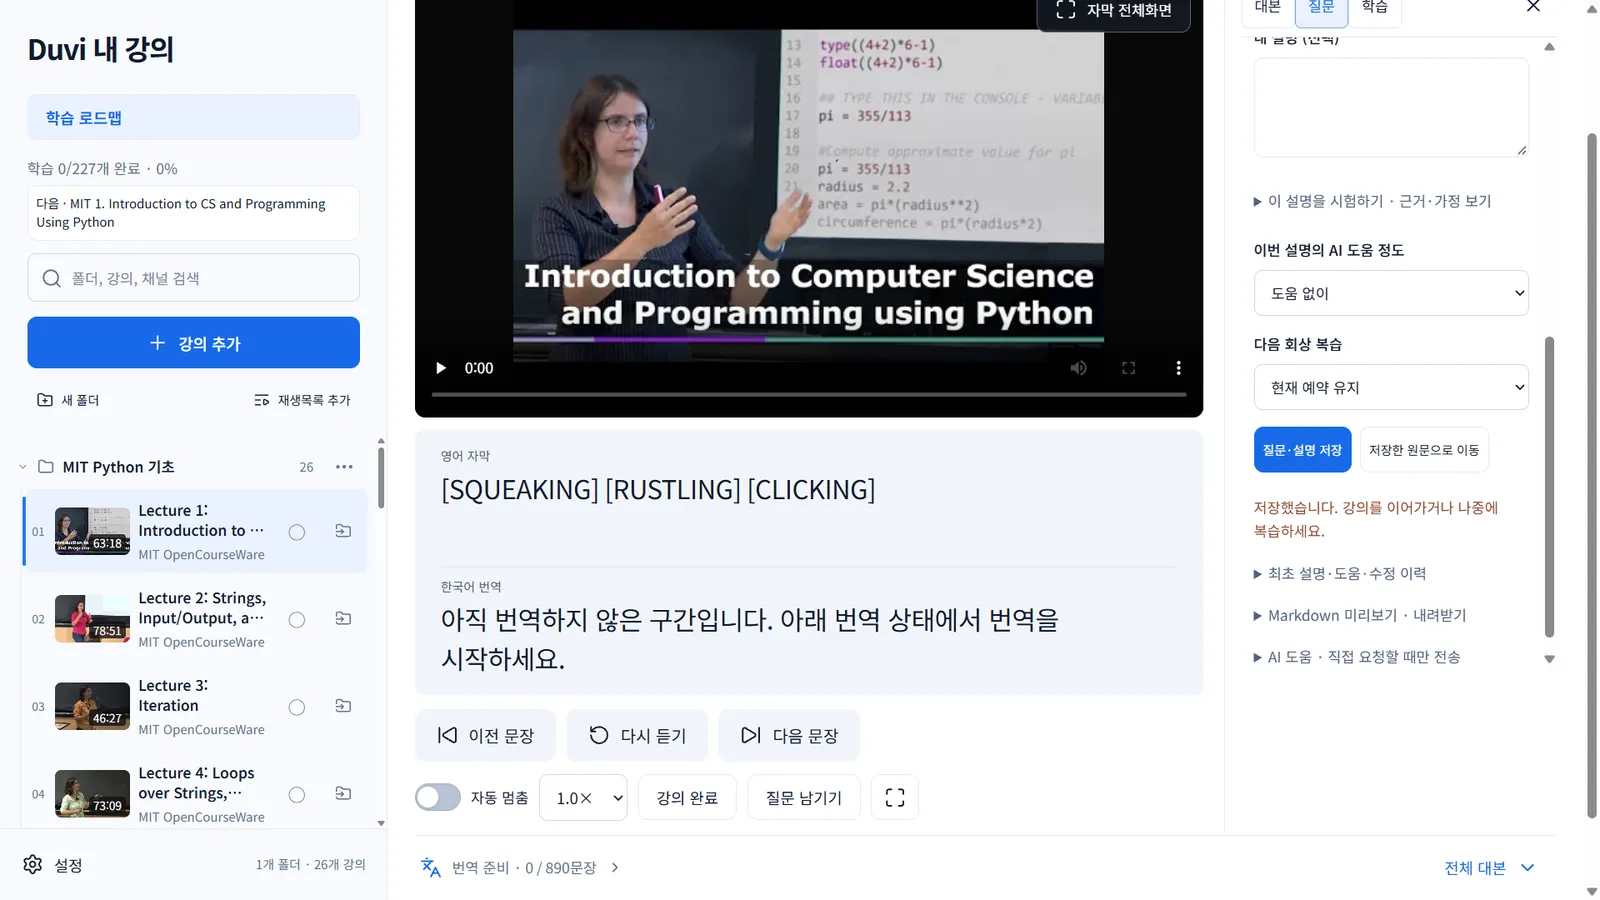 Duvi 내 강의
학습 로드맵
학습 0/227개 완료 · 0%
다음 · MIT 1. Introduction to CS and Programming
Using Python
폴더, 강의, 채널 검색
+ 강의 추가
새 폴더
재생목록 추가
MIT Python 기초
26
01
63:18
Lecture 1:
Introduction to ⋯
MIT OpenCourseWare
02
78:51
Lecture 2: Strings,
Input/Output, a⋯
MIT OpenCourseWare
03
46:27
Lecture 3:
Iteration
MIT OpenCourseWare
04
73:09
Lecture 4: Loops
over Strings,⋯
MIT OpenCourseWare
설정
1개 폴더 · 26개 강의
자막 전체화면
13 type((4+2)*6-1)
14 float((4+2)*6-1)
15
16 ## TYPE THIS IN THE CONSOLE - VARIAB
17 pi = 355/113
18
19 #Compute approximate value for pi
20 pi = 355/113
21 radius = 2.2
area = pi*(radius**2)
circumference = pi*(radius*2)
Introduction to Computer Science
and Programming using Python
0:00
영어 자막
[SQUEAKING] [RUSTLING] [CLICKING]
한국어 번역
아직 번역하지 않은 구간입니다. 아래 번역 상태에서 번역을
시작하세요.
이전 문장
다시 듣기
다음 문장
자동 멈춤
1.0×
강의 완료
질문 남기기
번역 준비 · 0 / 890문장
전체 대본
대본
질문
학습
내 설명 (선택)
이 설명을 시험하기 · 근거·가정 보기
이번 설명의 AI 도움 정도
도움 없이
다음 회상 복습
현재 예약 유지
질문·설명 저장
저장한 원문으로 이동
저장했습니다. 강의를 이어가거나 나중에
복습하세요.
최초 설명·도움·수정 이력
Markdown 미리보기 · 내려받기
AI 도움 · 직접 요청할 때만 전송